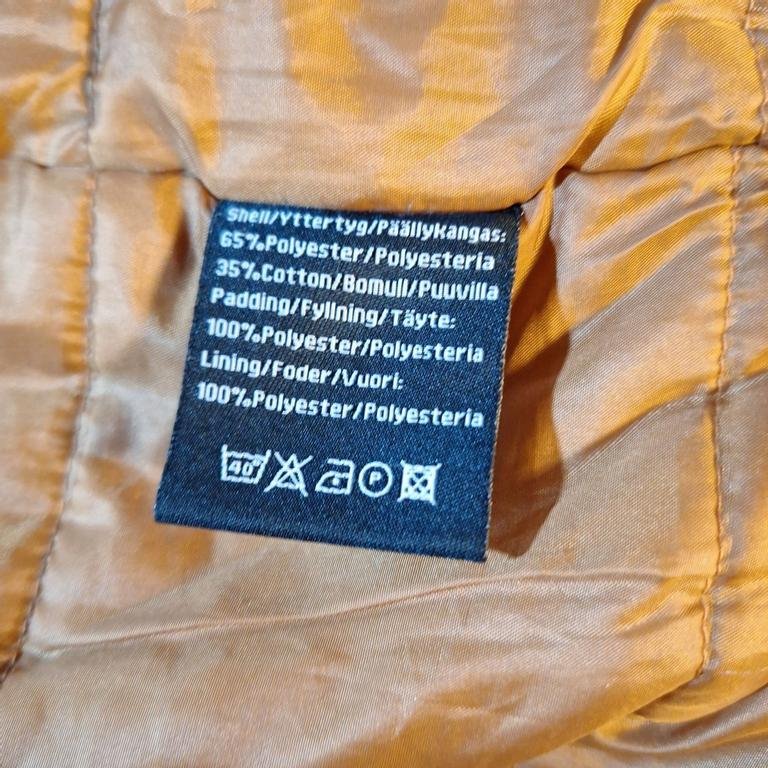 Shell/Yttertyg/Päällykangas:
65%Polyester/Polyesteria
35%Cotton/Bomull/Puuvilla
Padding/Fyllning/Täyte:
100%Polyester/Polyesteria
Lining/Foder/Vuori:
100%Polyester/Polyesteria
40° P